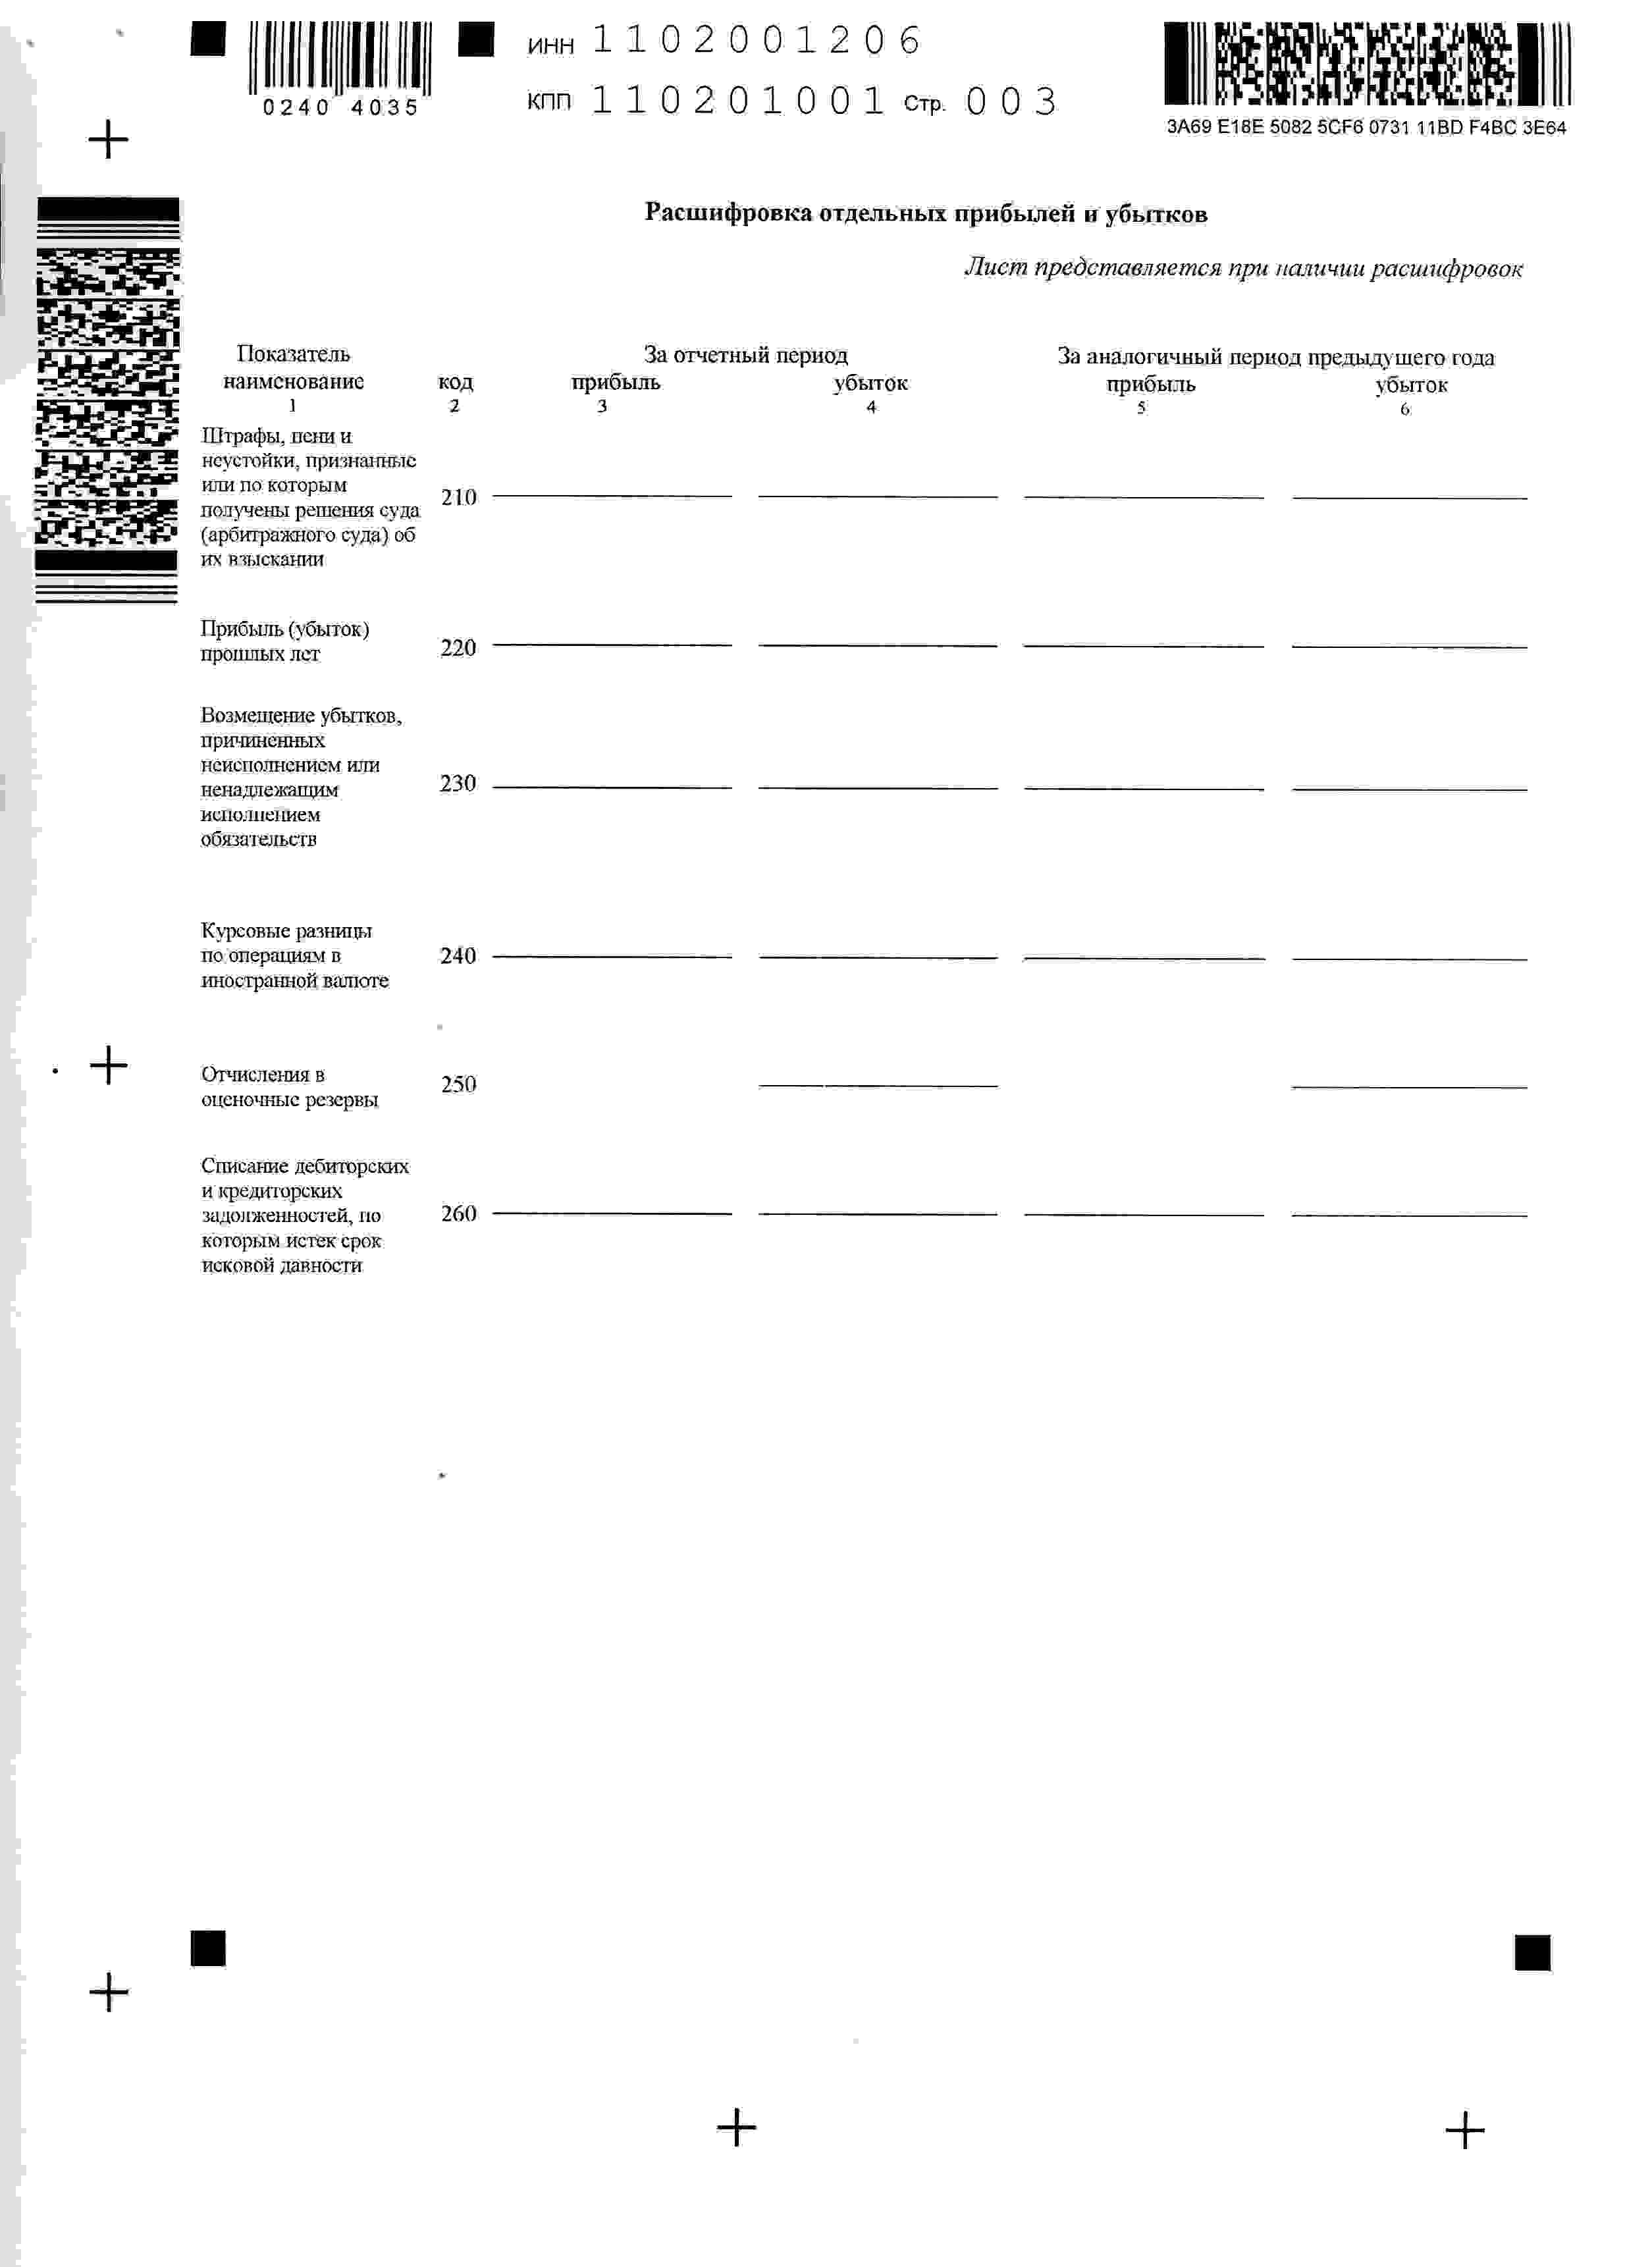 ИНН 1102001206
0240 4035
КПП 110201001 Стр. 003
3A69 E18E 5082 5CF6 0731 11BD F4BC 3E64
Расшифровка отдельных прибылей и убытков
Лист представляется при наличии расшифровок
Показатель За отчетный период За аналогичный период предыдущего года
наименование код прибыль убыток прибыль убыток
1 2 3 4 5 6
Штрафы, пени и
неустойки, признанные
или по которым
получены решения суда 210
(арбитражного суда) об
их взыскании
Прибыль (убыток)
прошлых лет 220
Возмещение убытков,
причиненных
неисполнением или
ненадлежащим 230
исполнением
обязательств
Курсовые разницы
по операциям в 240
иностранной валюте
Отчисления в 250
оценочные резервы
Списание дебиторских
и кредиторских
задолженностей, по 260
которым истек срок
исковой давности